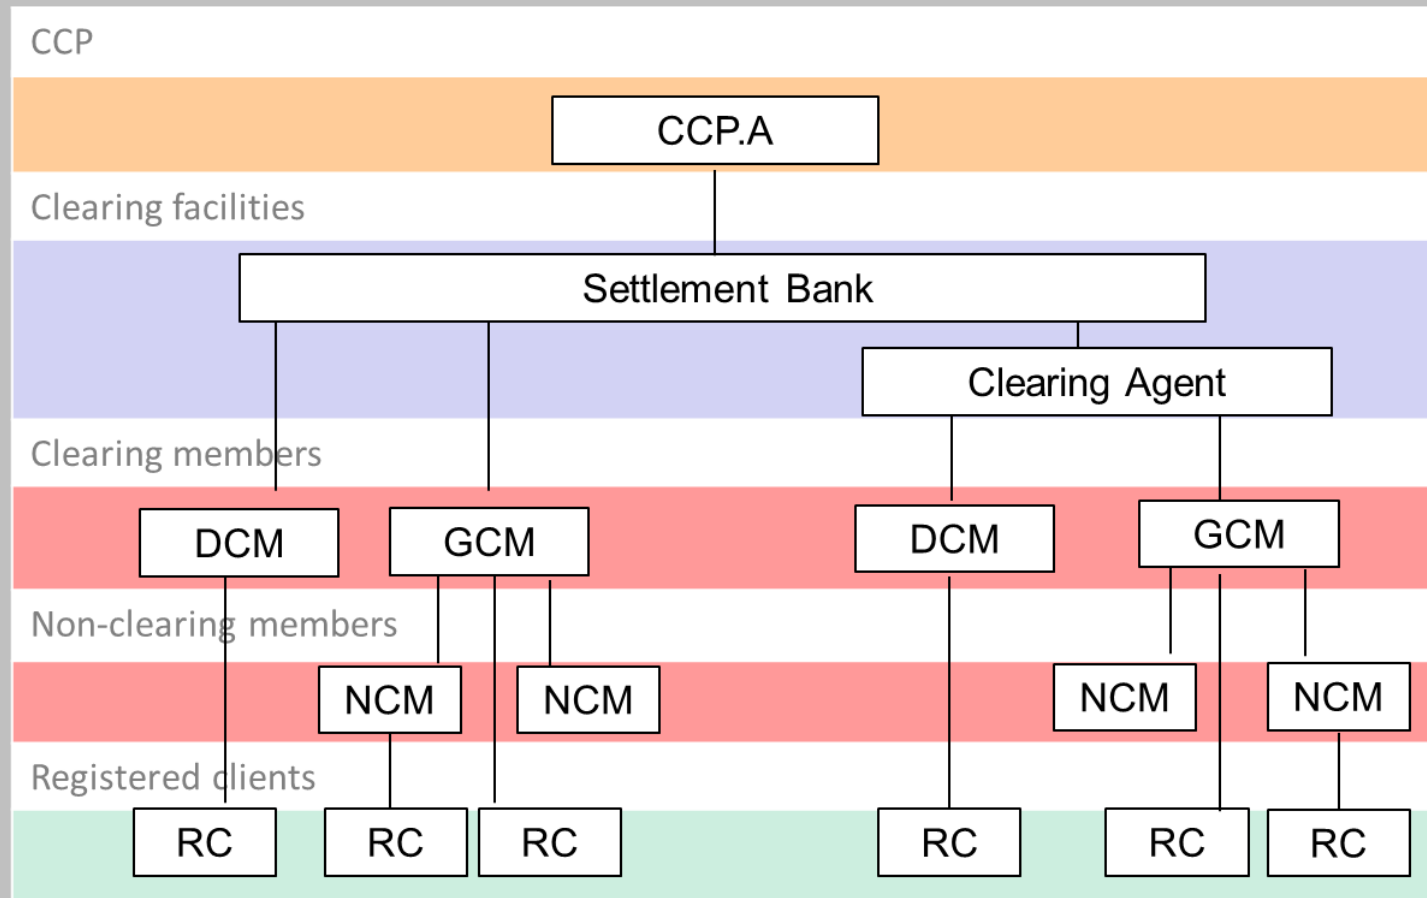 CCP
CCP.A
Clearing facilities
Settlement Bank
Clearing Agent
Clearing members
DCM
GCM
DCM
GCM
Non-clearing members
NCM
NCM
NCM
NCM
Registered clients
RC
RC
RC
RC
RC
RC